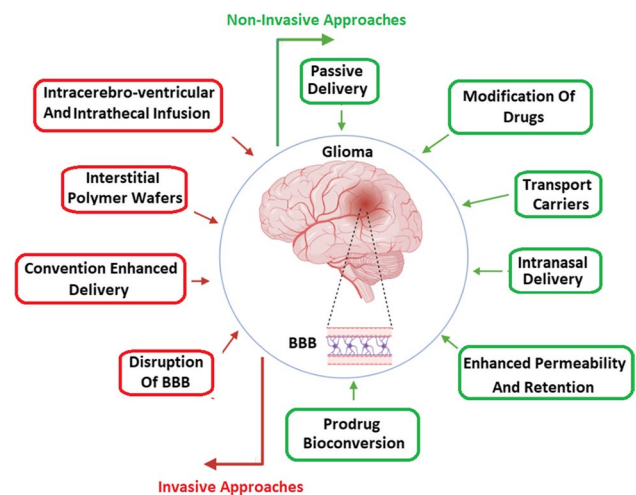 Non-Invasive Approaches
Passive
Delivery
Intracerebro-ventricular
And Intrathecal Infusion
Modification Of
Drugs
Glioma
Interstitial
Polymer Wafers
Transport
Carriers
Convention Enhanced
Delivery
Intranasal
Delivery
BBB
Disruption
Of BBB
Enhanced Permeability
And Retention
Prodrug
Bioconversion
Invasive Approaches